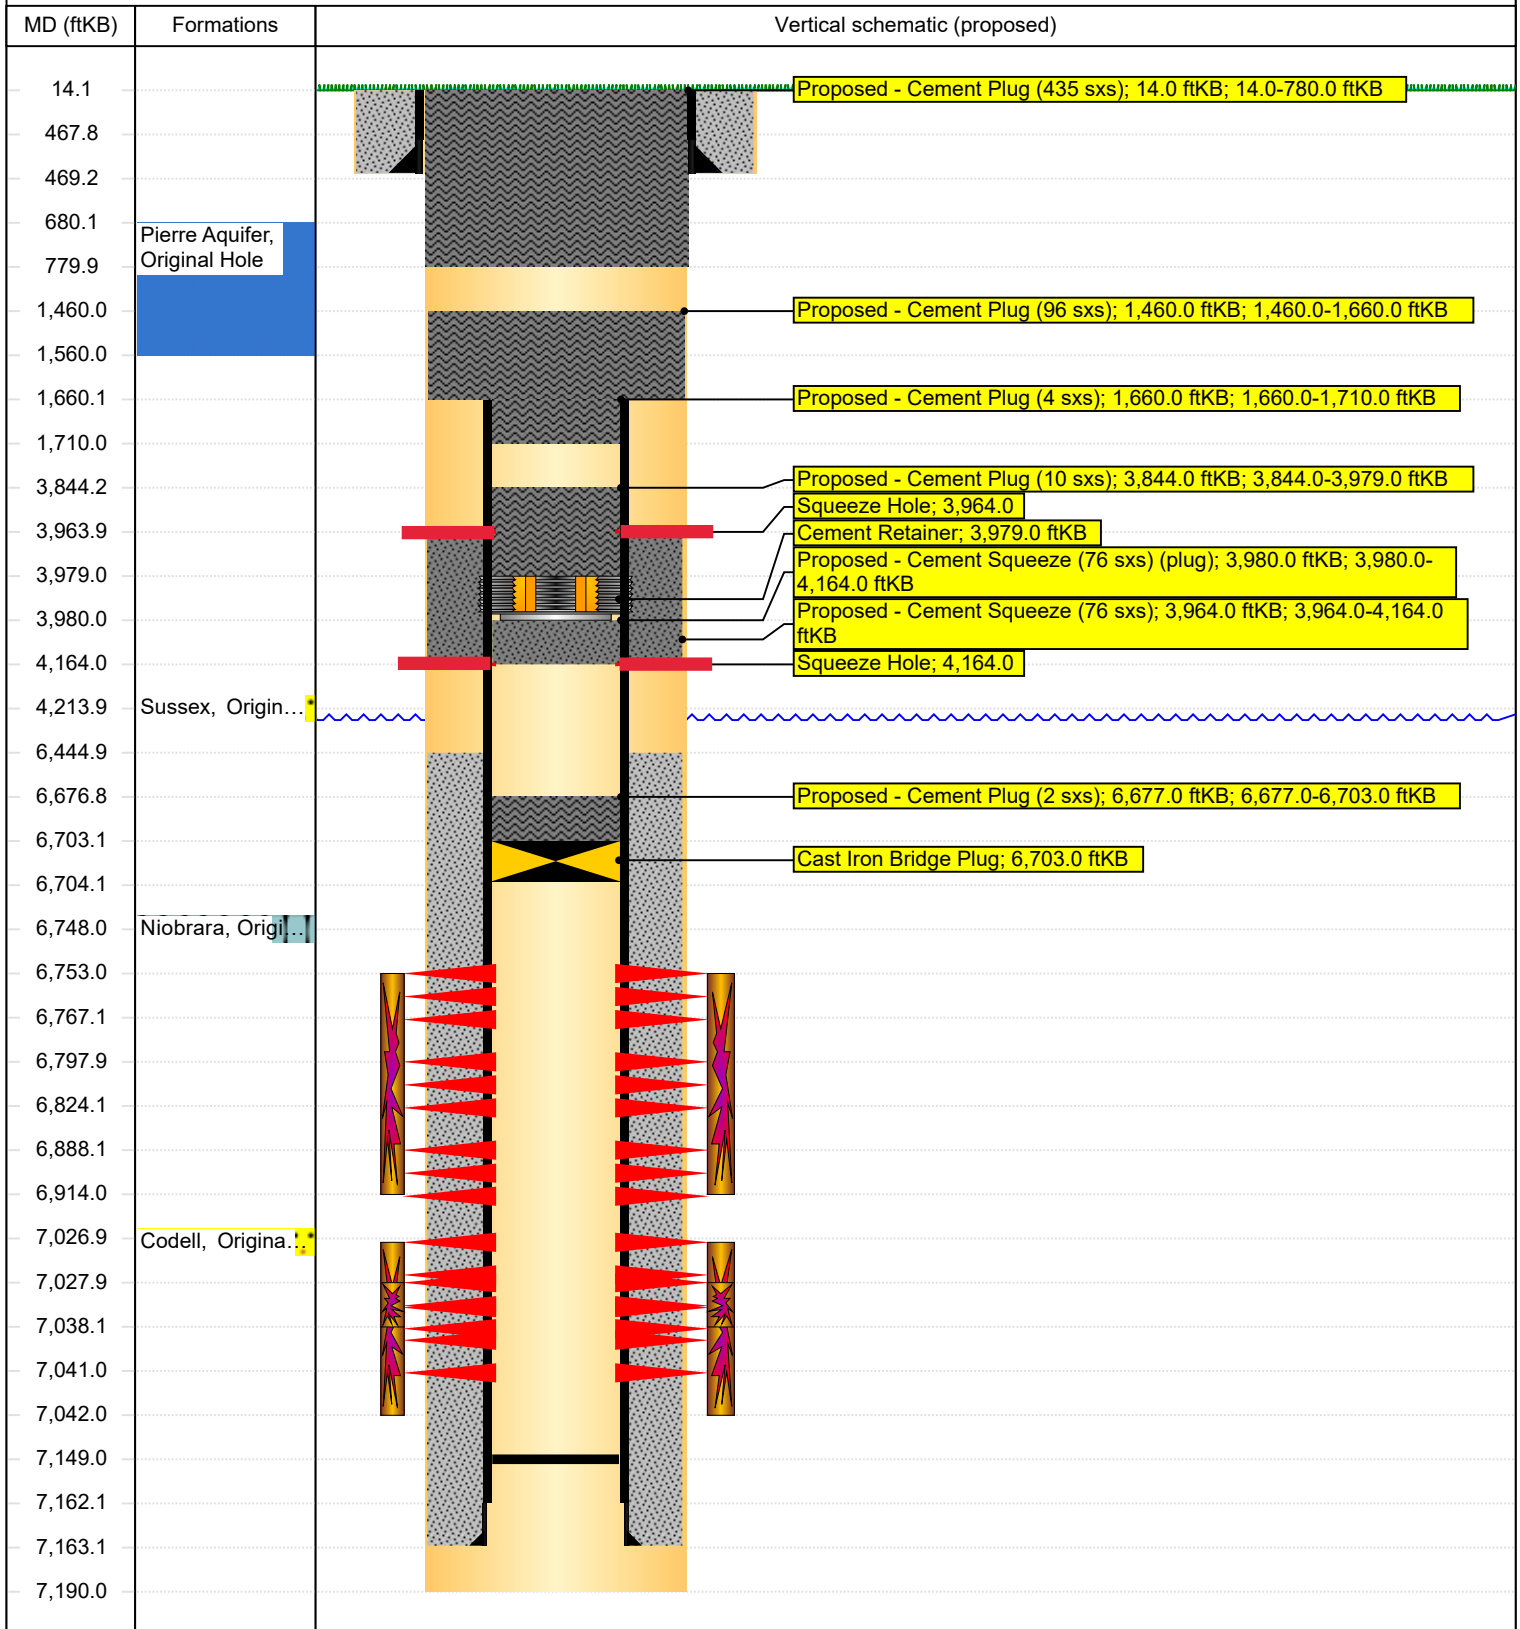 MD (ftKB)
Formations
Vertical schematic (proposed)
14.1
Proposed - Cement Plug (435 sxs); 14.0 ftKB; 14.0-780.0 ftKB
467.8
469.2
680.1
Pierre Aquifer,
Original Hole
779.9
1,460.0
Proposed - Cement Plug (96 sxs); 1,460.0 ftKB; 1,460.0-1,660.0 ftKB
1,560.0
1,660.1
Proposed - Cement Plug (4 sxs); 1,660.0 ftKB; 1,660.0-1,710.0 ftKB
1,710.0
3,844.2
Proposed - Cement Plug (10 sxs); 3,844.0 ftKB; 3,844.0-3,979.0 ftKB
Squeeze Hole; 3,964.0
3,963.9
Cement Retainer; 3,979.0 ftKB
Proposed - Cement Squeeze (76 sxs) (plug); 3,980.0 ftKB; 3,980.0-
4,164.0 ftKB
3,979.0
Proposed - Cement Squeeze (76 sxs); 3,964.0 ftKB; 3,964.0-4,164.0
ftKB
3,980.0
4,164.0
Squeeze Hole; 4,164.0
4,213.9
Sussex, Origin...
6,444.9
6,676.8
Proposed - Cement Plug (2 sxs); 6,677.0 ftKB; 6,677.0-6,703.0 ftKB
6,703.1
Cast Iron Bridge Plug; 6,703.0 ftKB
6,704.1
6,748.0
Niobrara, Origi...
6,753.0
6,767.1
6,797.9
6,824.1
6,888.1
6,914.0
7,026.9
Codell, Origina...
7,027.9
7,038.1
7,041.0
7,042.0
7,149.0
7,162.1
7,163.1
7,190.0